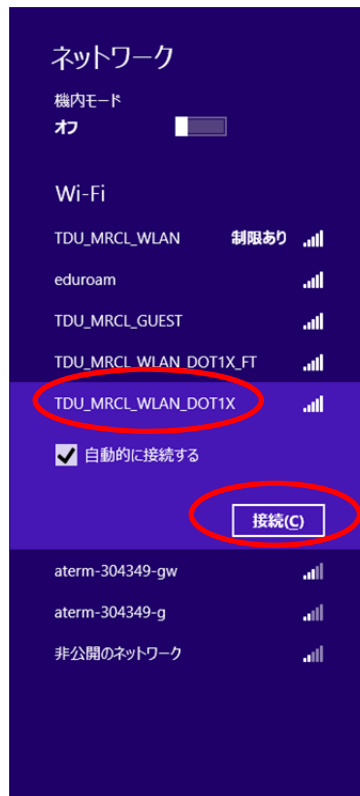 ネットワーク
機内モード
オフ
Wi-Fi
TDU_MRCL_WLAN 制限あり
eduroam
TDU_MRCL_GUEST
TDU_MRCL_WLAN_DOT1X_FT
TDU_MRCL_WLAN_DOT1X
自動的に接続する
接続(C)
aterm-304349-gw
aterm-304349-g
非公開のネットワーク